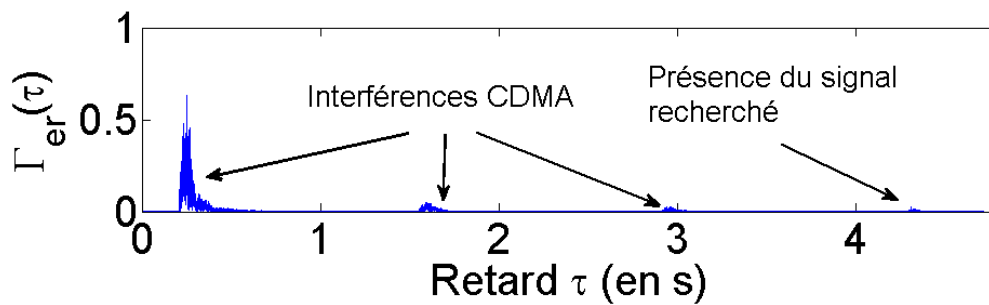 1
0.5
0
Γer(τ)
Interférences CDMA
Présence du signal
recherché
0 1 2 3 4
Retard τ (en s)